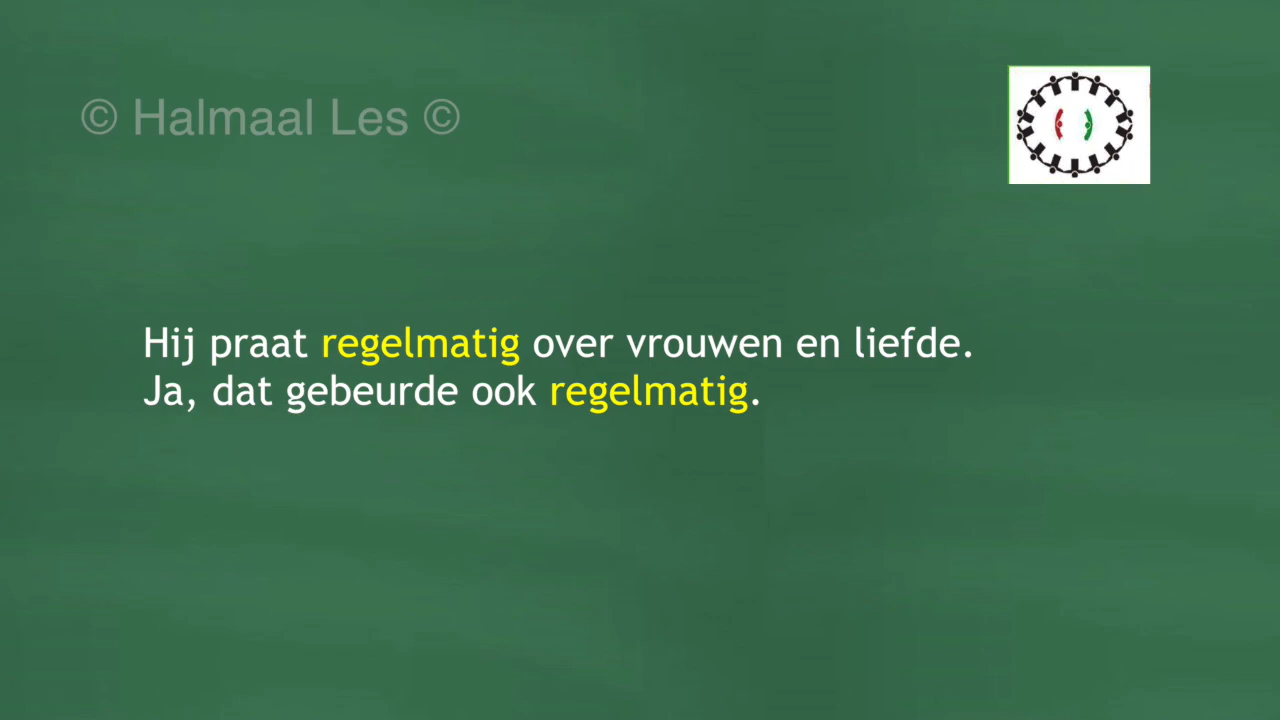 © Halmaal Les ©
Hij praat regelmatig over vrouwen en liefde.
Ja, dat gebeurde ook regelmatig.